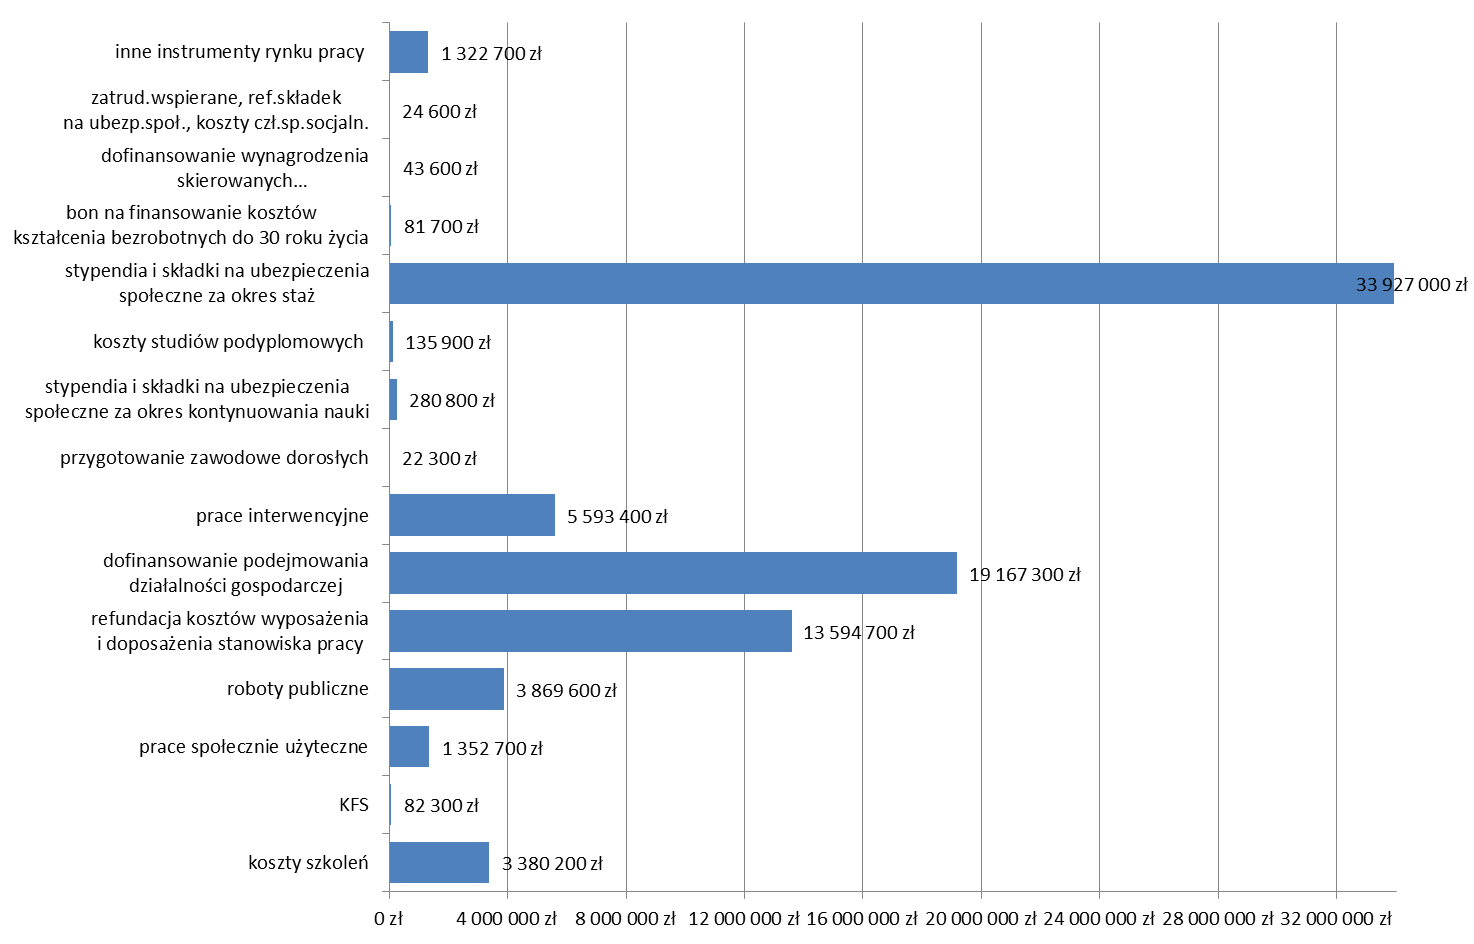 inne instrumenty rynku pracy
1 322 700 zł
zatrud.wspierane, ref.składek
na ubezp.społ., koszty czł.sp.socjaln.
24 600 zł
dofinansowanie wynagrodzenia
skierowanych...
43 600 zł
bon na finansowanie kosztów
kształcenia bezrobotnych do 30 roku życia
81 700 zł
stypendia i składki na ubezpieczenia
społeczne za okres staż
33 927 000 zł
koszty studiów podyplomowych
135 900 zł
stypendia i składki na ubezpieczenia
społeczne za okres kontynuowania nauki
280 800 zł
przygotowanie zawodowe dorosłych
22 300 zł
prace interwencyjne
5 593 400 zł
dofinansowanie podejmowania
działalności gospodarczej
19 167 300 zł
refundacja kosztów wyposażenia
i doposażenia stanowiska pracy
13 594 700 zł
roboty publiczne
3 869 600 zł
prace społecznie użyteczne
1 352 700 zł
KFS
82 300 zł
koszty szkoleń
3 380 200 zł
0 zł 4 000 000 zł 8 000 000 zł 12 000 000 zł 16 000 000 zł 20 000 000 zł 24 000 000 zł 28 000 000 zł 32 000 000 zł